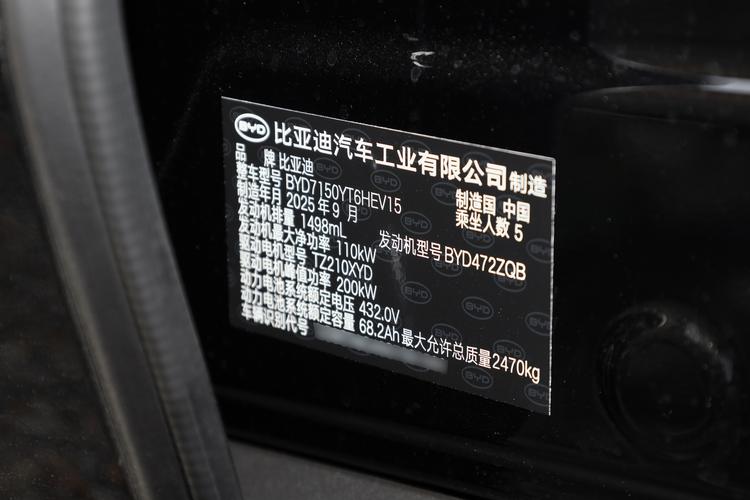 BYD 比亚迪汽车工业有限公司制造
品 牌 比亚迪
整车型号 BYD7150YT6HEV15 制造国 中国
制造年月 2025年9月 乘坐人数 5
发动机排量 1498mL 发动机型号 BYD472ZQB
发动机最大净功率 110kW
驱动电机型号 TZ210XYD
驱动电机峰值功率 200kW
动力电池系统额定电压 432.0V
动力电池系统额定容量 68.2Ah 最大允许总质量 2470kg
车辆识别代号